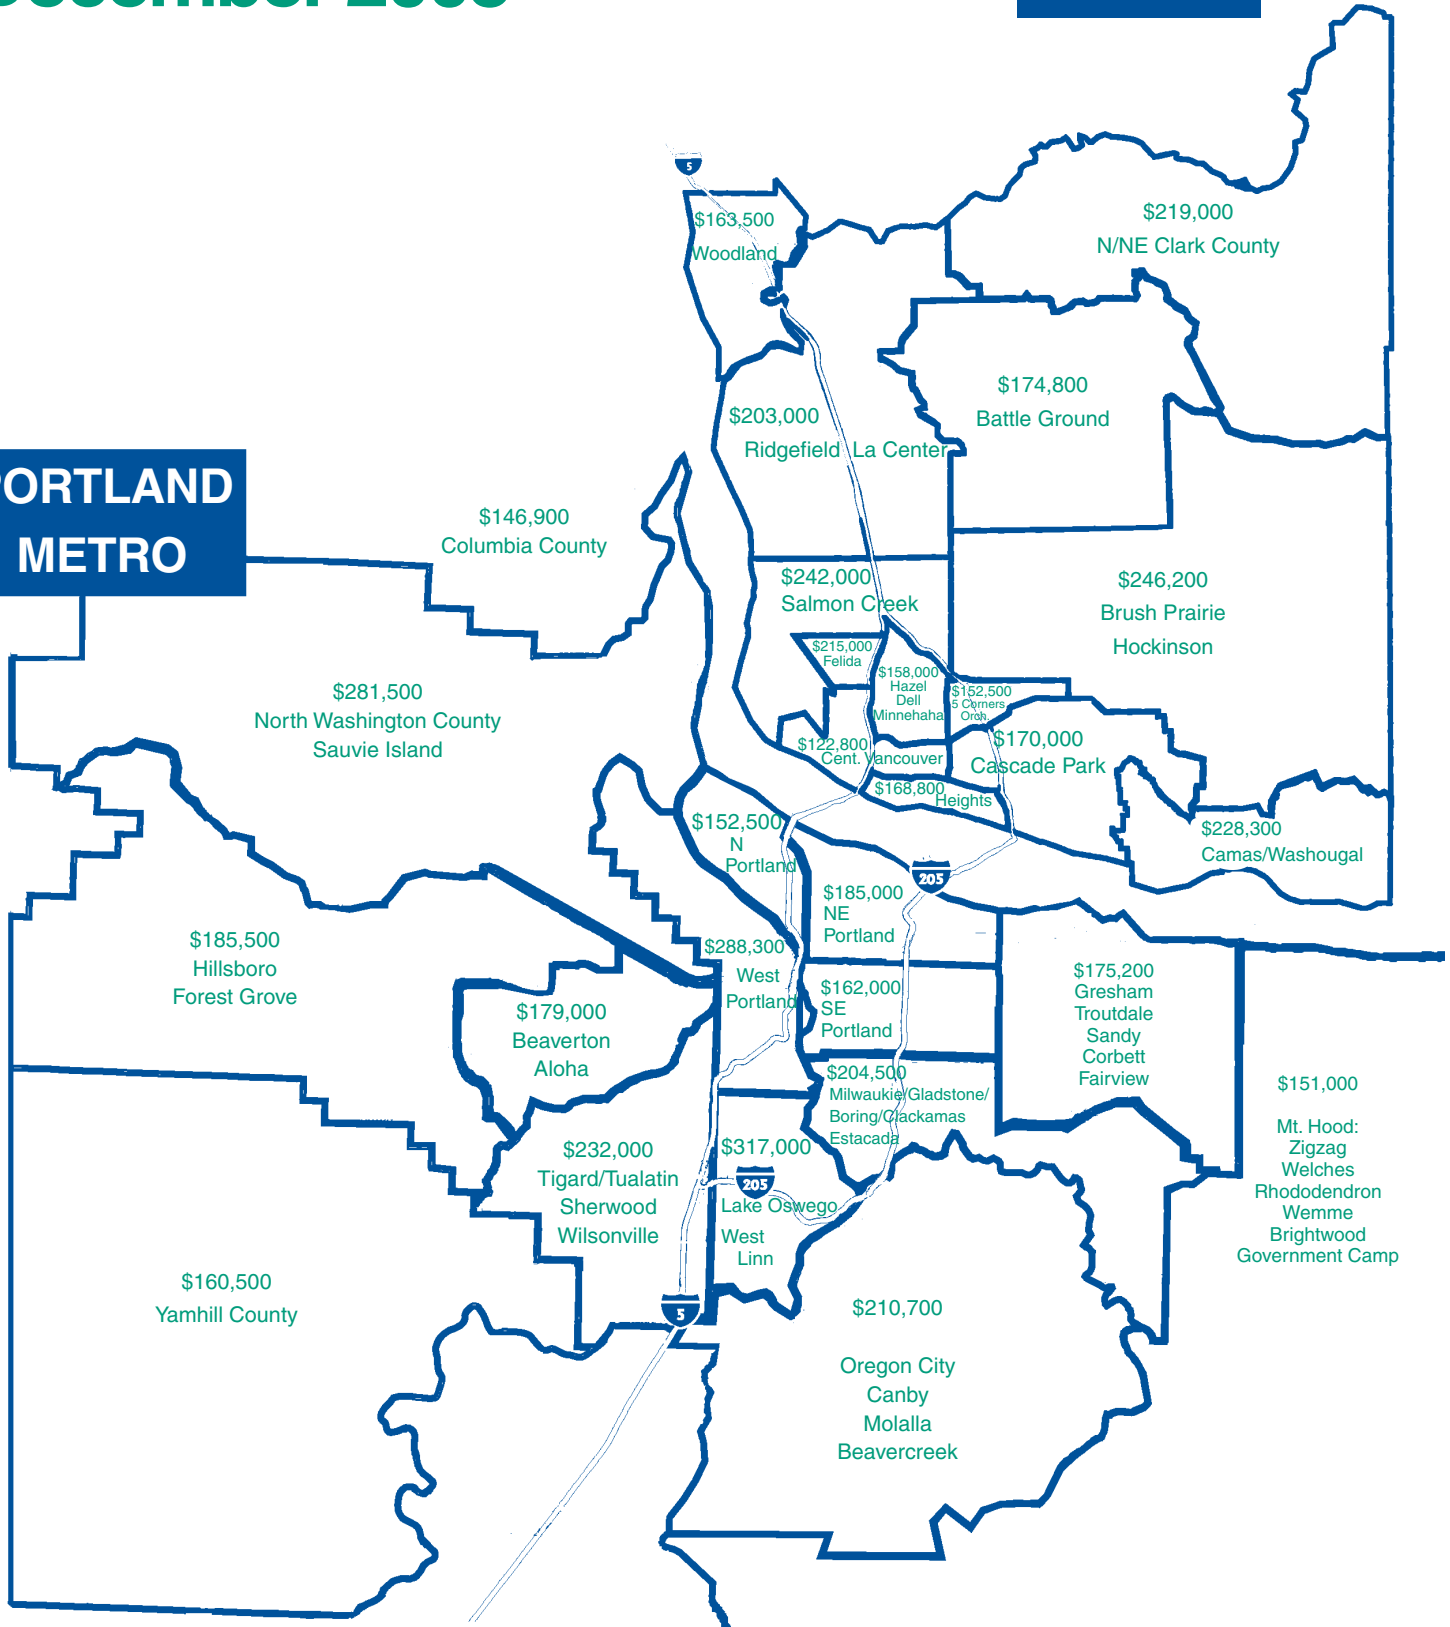 5
$163,500
Woodland
$219,000
N/NE Clark County
$174,800
Battle Ground
$203,000
Ridgefield La Center
PORTLAND
METRO
$146,900
Columbia County
$242,000
Salmon Creek
$246,200
Brush Prairie
Hockinson
$215,000
Felida
$158,000
Hazel
Dell
Minnehaha
$152,500
5 Corners
Orch.
$281,500
North Washington County
Sauvie Island
$122,800
Cent. Vancouver
$170,000
Cascade Park
$168,800
Heights
$228,300
Camas/Washougal
$152,500
N
Portland
205
$185,000
NE
Portland
$185,500
Hillsboro
Forest Grove
$288,300
West
Portland
$162,000
SE
Portland
$175,200
Gresham
Troutdale
Sandy
Corbett
Fairview
$179,000
Beaverton
Aloha
$204,500
Milwaukie/Gladstone/
Boring/Clackamas
Estacada
$151,000
Mt. Hood:
Zigzag
Welches
Rhododendron
Wemme
Brightwood
Government Camp
$232,000
Tigard/Tualatin
Sherwood
Wilsonville
$317,000
205
Lake Oswego
West
Linn
$160,500
Yamhill County
5
$210,700
Oregon City
Canby
Molalla
Beavercreek